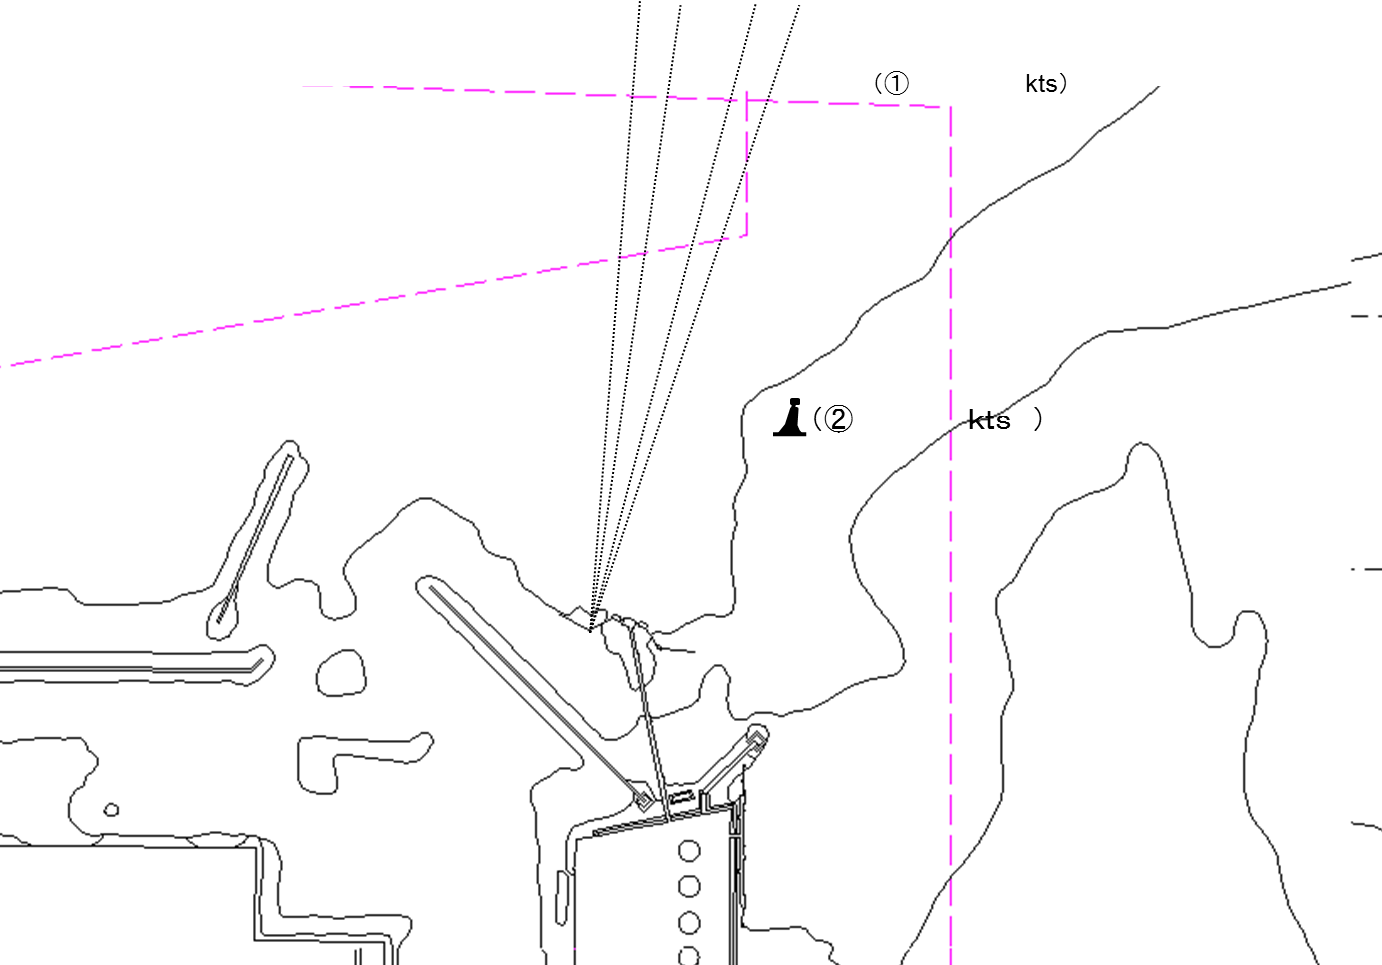 （① kts）
（② kts ）